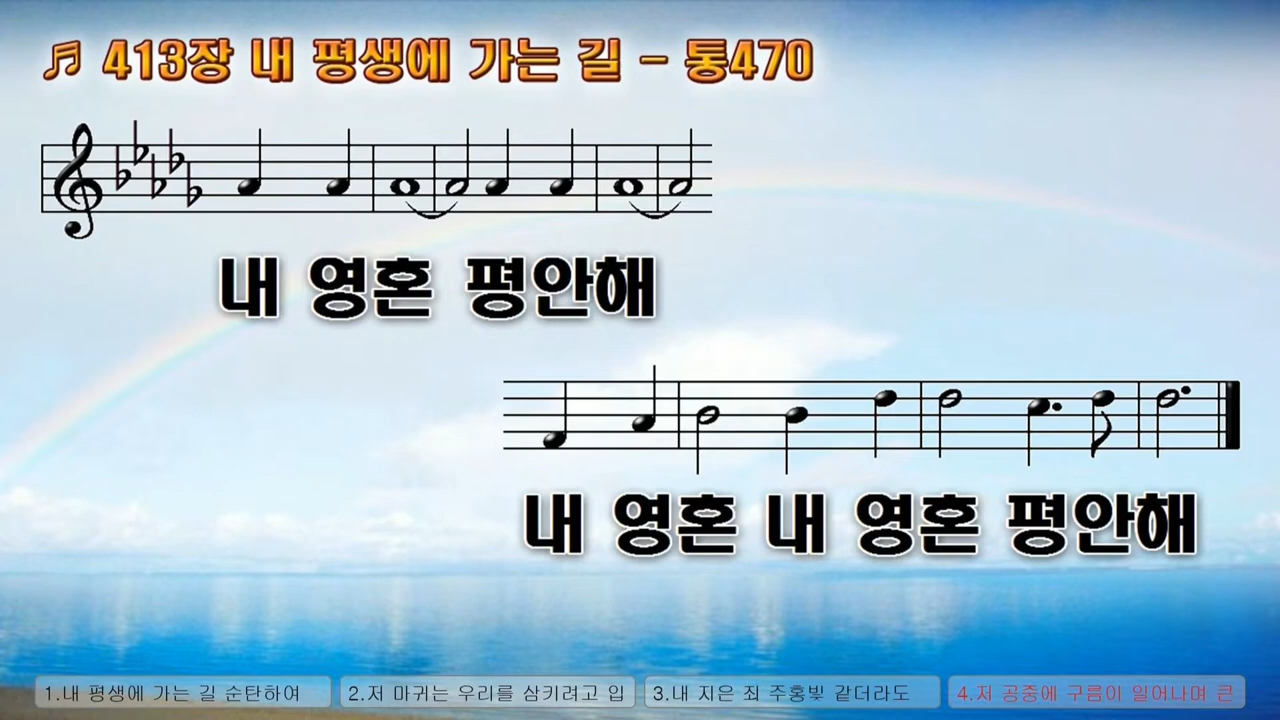 413장 내 평생에 가는 길 - 통470
내 영혼 평안해
내 영혼 내 영혼 평안해
1.내 평생에 가는 길 순탄하여
2.저 마귀는 우리를 삼키려고 입
3.내 지은 죄 주홍빛 같더라도
4.저 공중에 구름이 일어나며 큰